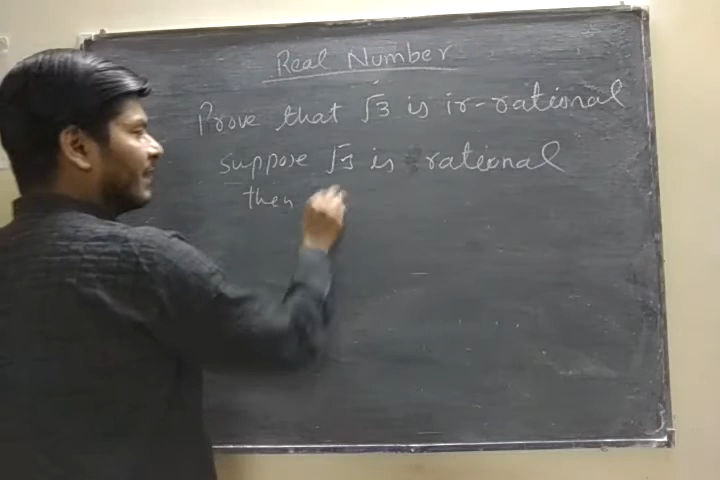 Real Number
Prove that √3 is ir-rational
suppose √3 is rational
then